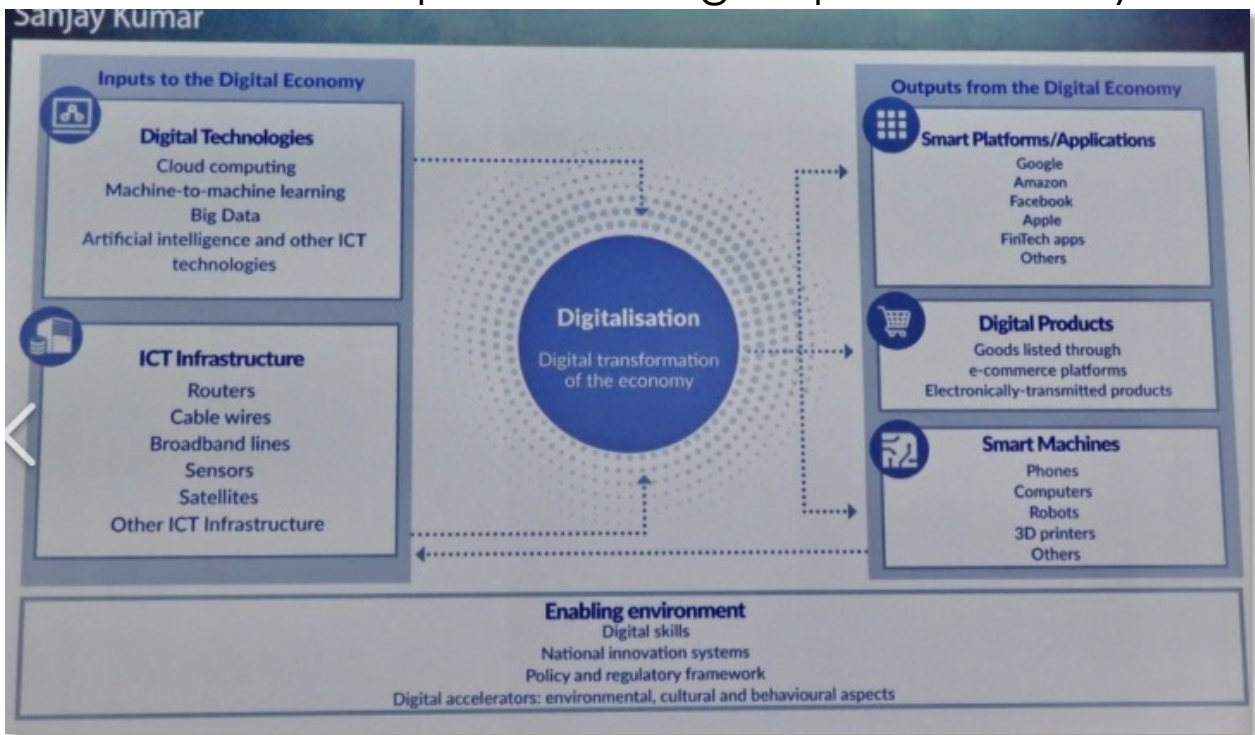 Sanjay Kumar
Inputs to the Digital Economy
Digital Technologies
Cloud computing
Machine-to-machine learning
Big Data
Artificial intelligence and other ICT
technologies
ICT Infrastructure
Routers
Cable wires
Broadband lines
Sensors
Satellites
Other ICT Infrastructure
Digitalisation
Digital transformation
of the economy
Outputs from the Digital Economy
Smart Platforms/Applications
Google
Amazon
Facebook
Apple
FinTech apps
Others
Digital Products
Goods listed through
e-commerce platforms
Electronically-transmitted products
Smart Machines
Phones
Computers
Robots
3D printers
Others
Enabling environment
Digital skills
National innovation systems
Policy and regulatory framework
Digital accelerators: environmental, cultural and behavioural aspects